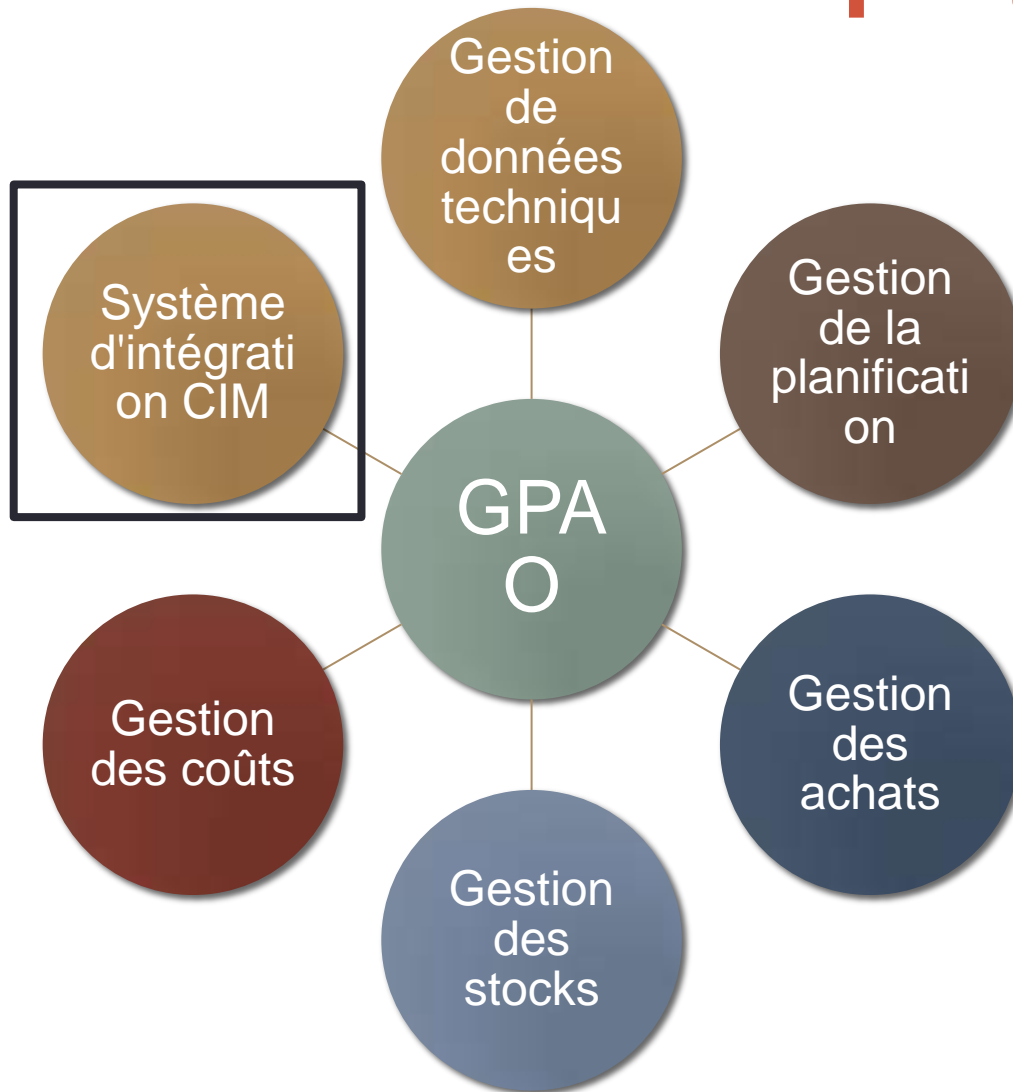 Gestion
de
données
techniqu
es
Système
d'intégrati
on CIM
Gestion
de la
planificati
on
GPA
O
Gestion
des coûts
Gestion
des
achats
Gestion
des
stocks